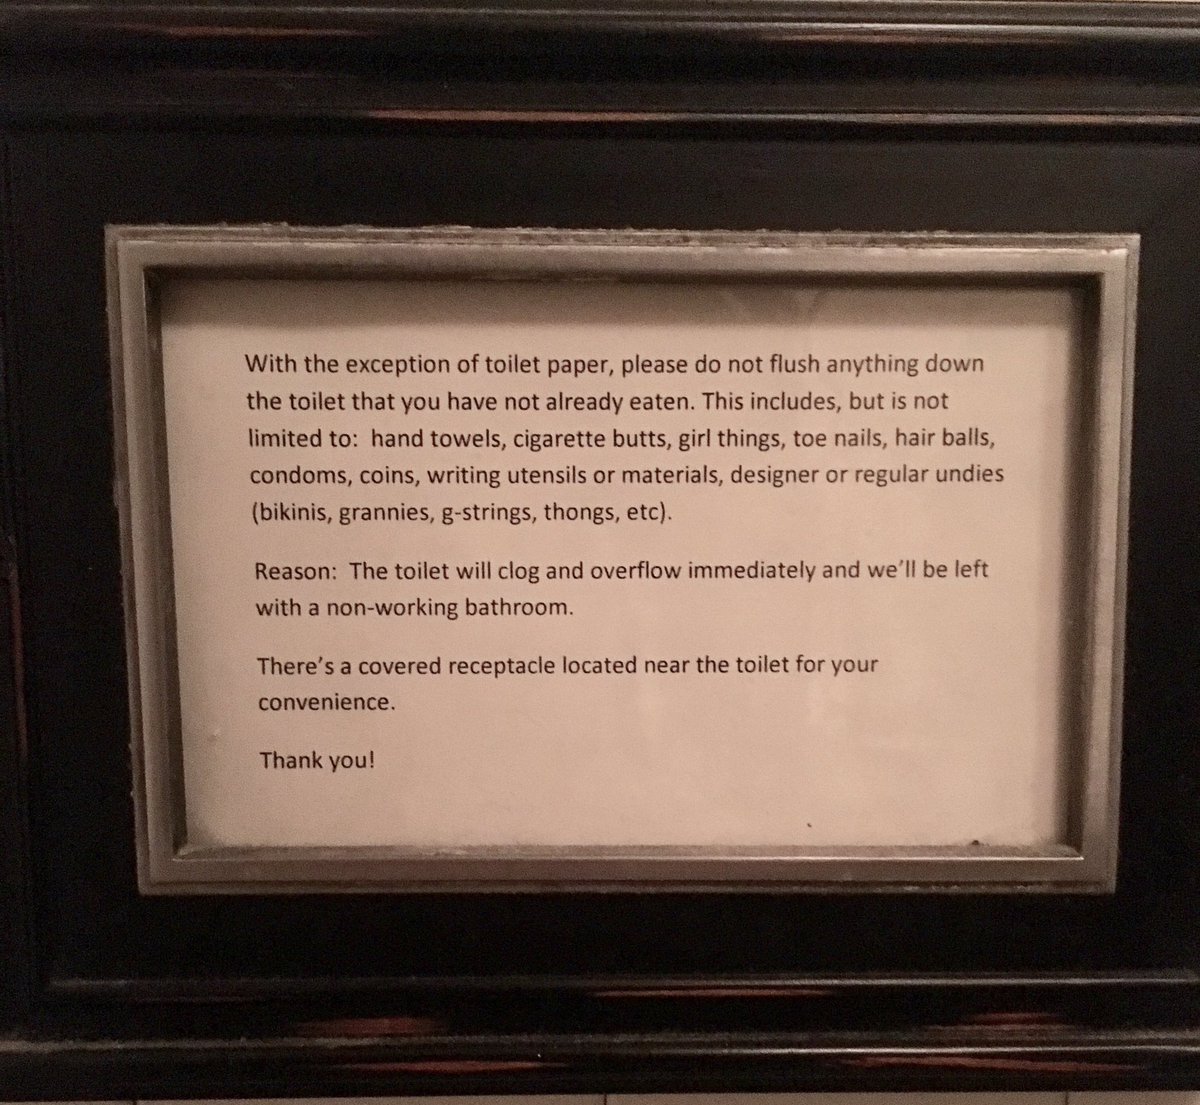 With the exception of toilet paper, please do not flush anything down
the toilet that you have not already eaten. This includes, but is not
limited to:  hand towels, cigarette butts, girl things, toe nails, hair balls,
condoms, coins, writing utensils or materials, designer or regular undies
(bikinis, grannies, g-strings, thongs, etc).
Reason:  The toilet will clog and overflow immediately and we'll be left
with a non-working bathroom.
There's a covered receptacle located near the toilet for your
convenience.
Thank you!